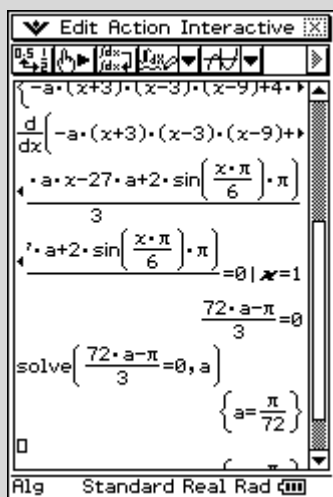 Edit Action Interactive
{-a·(x+3)·(x-3)·(x-9)+4·
d/dx(-a·(x+3)·(x-3)·(x-9)+
·a·x-27·a+2·sin(x·π/6)·π)/3
·a+2·sin(x·π/6)·π)/3=0|x=1
(72·a-π)/3=0
solve((72·a-π)/3=0,a)
{a=π/72}
Alg Standard Real Rad